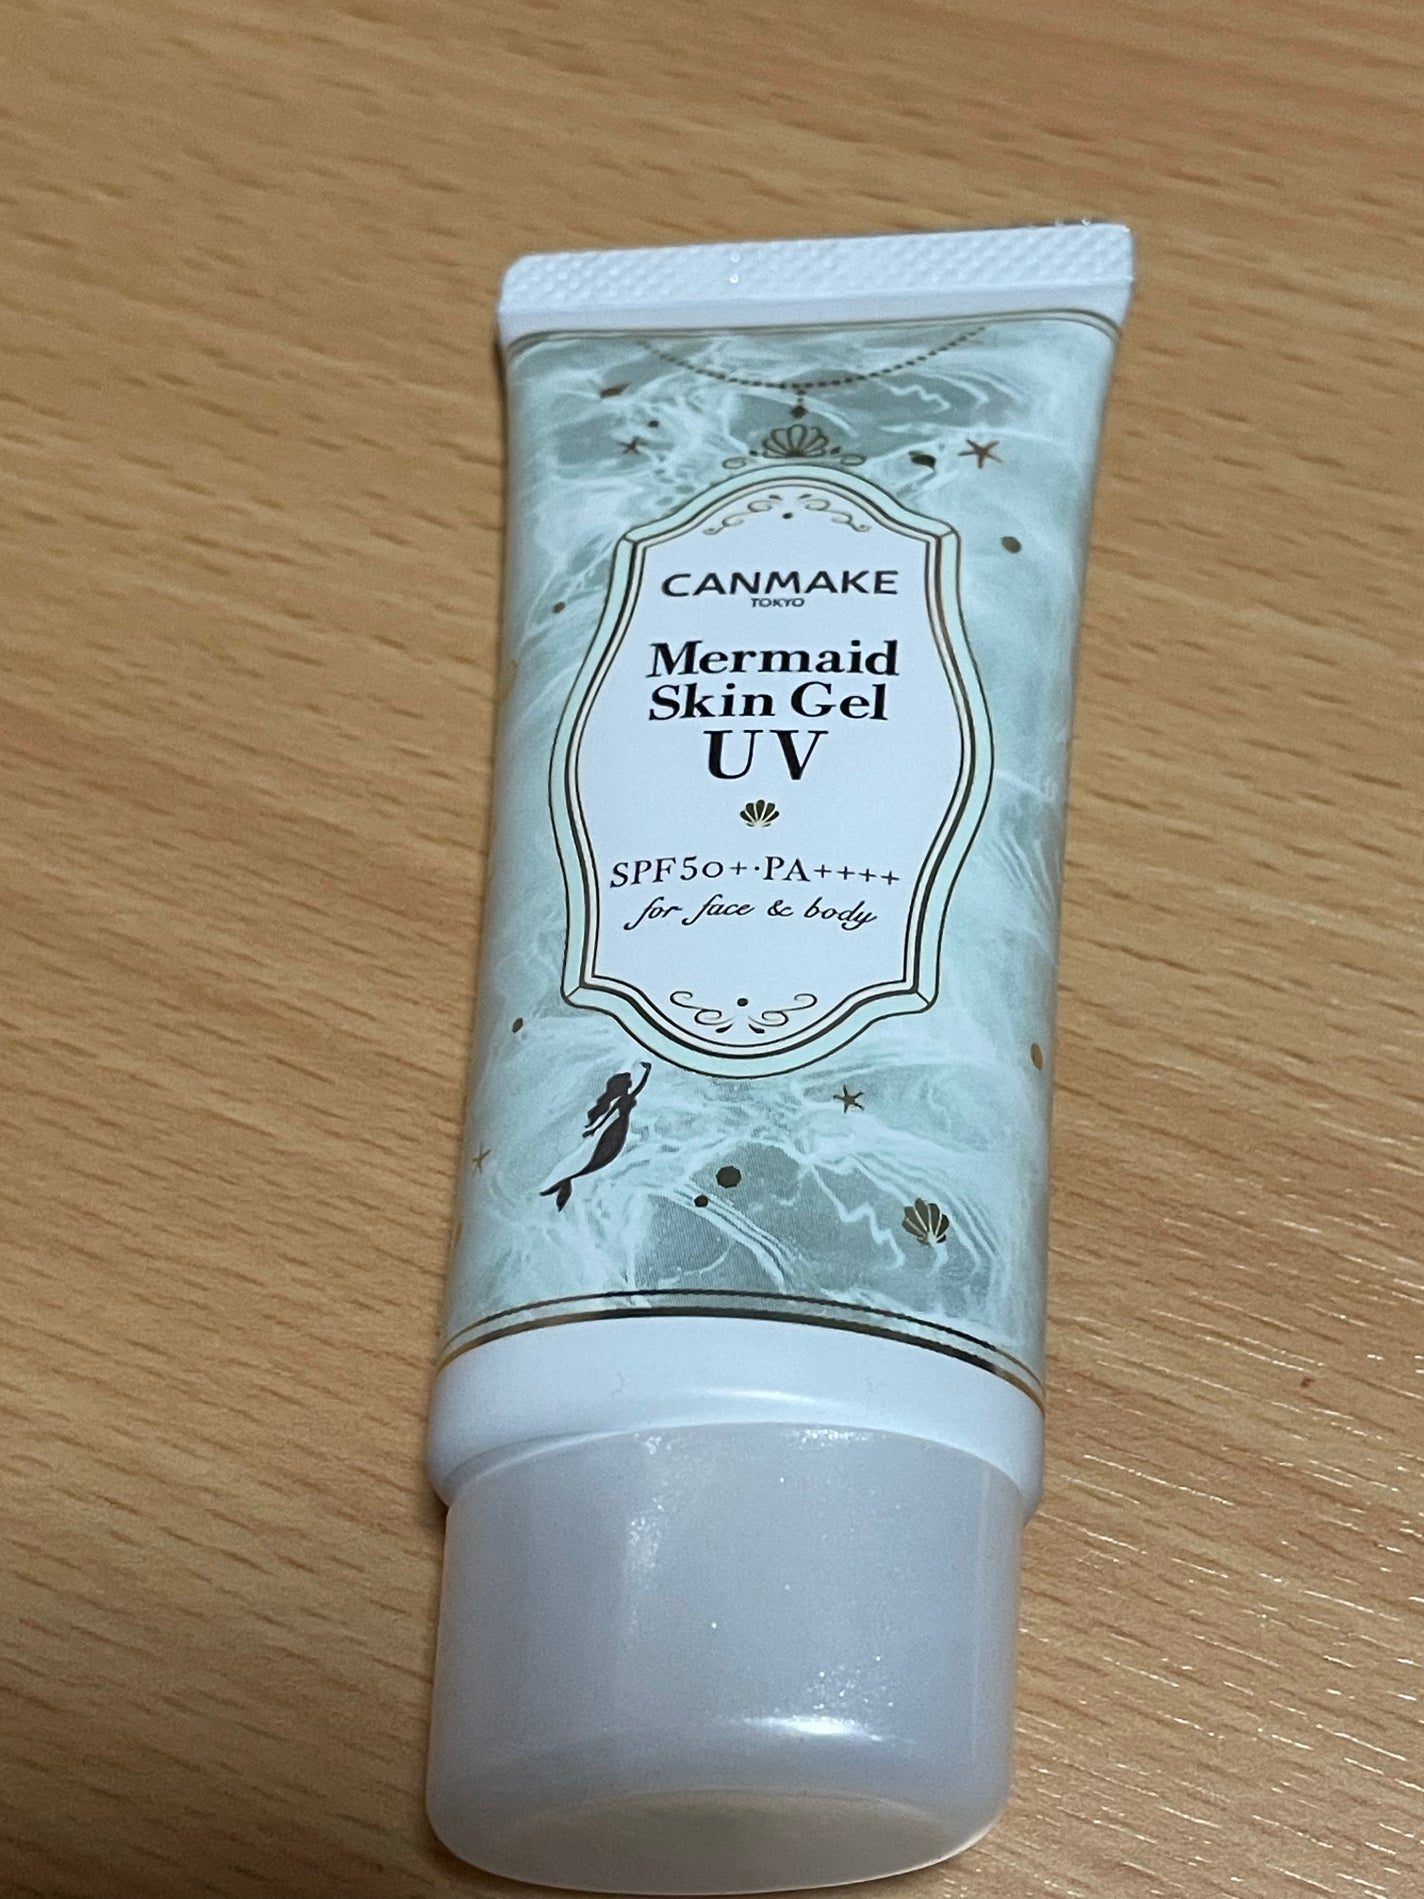 CANMAKE
TOKYO
Mermaid
Skin Gel
UV
SPF50+·PA++++
for face & body